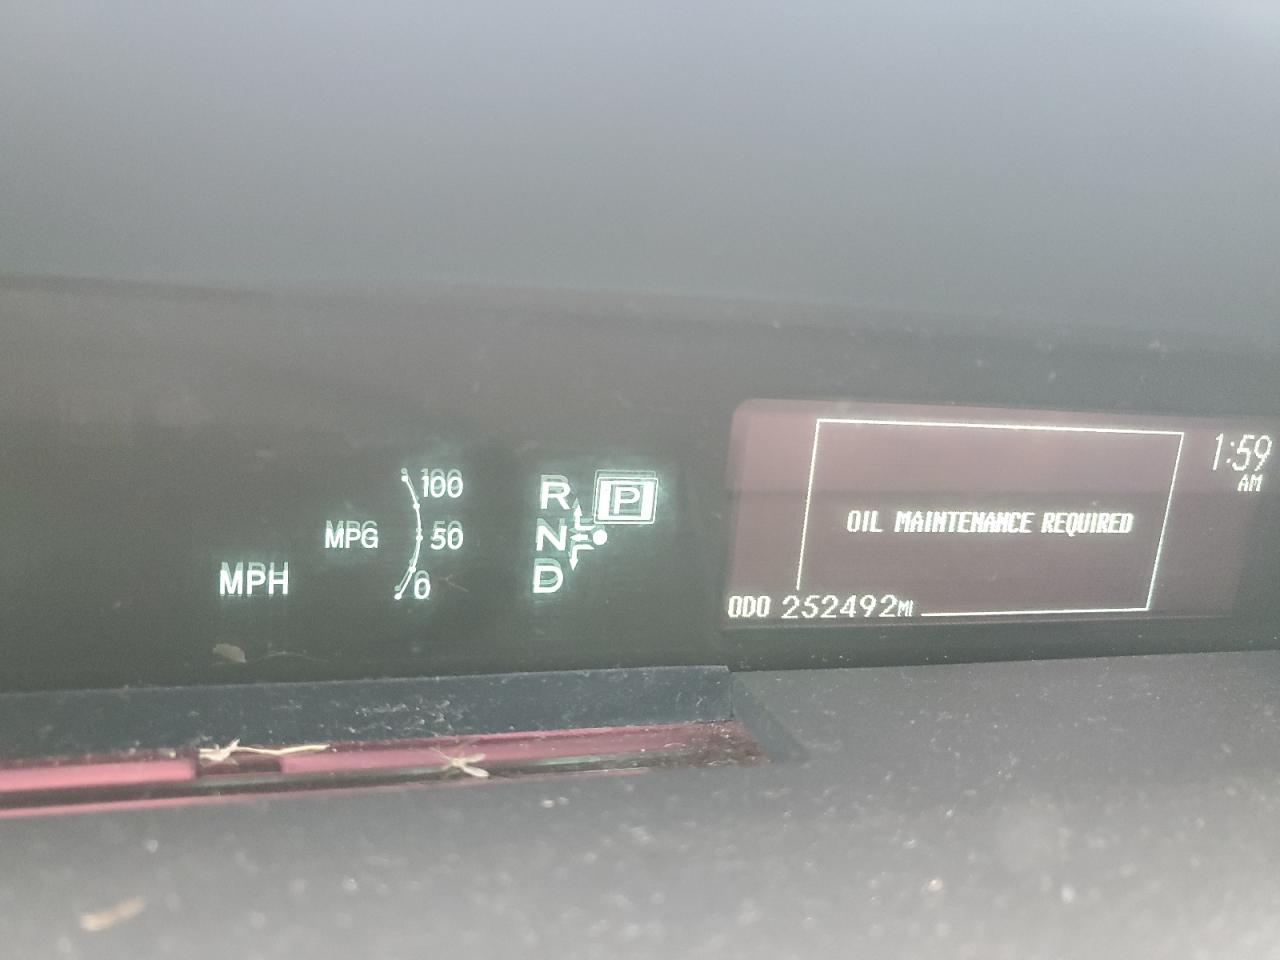 100
MPG 50
MPH 0
R P
N
D
1:59
AM
OIL MAINTENANCE REQUIRED
ODO 252492MI